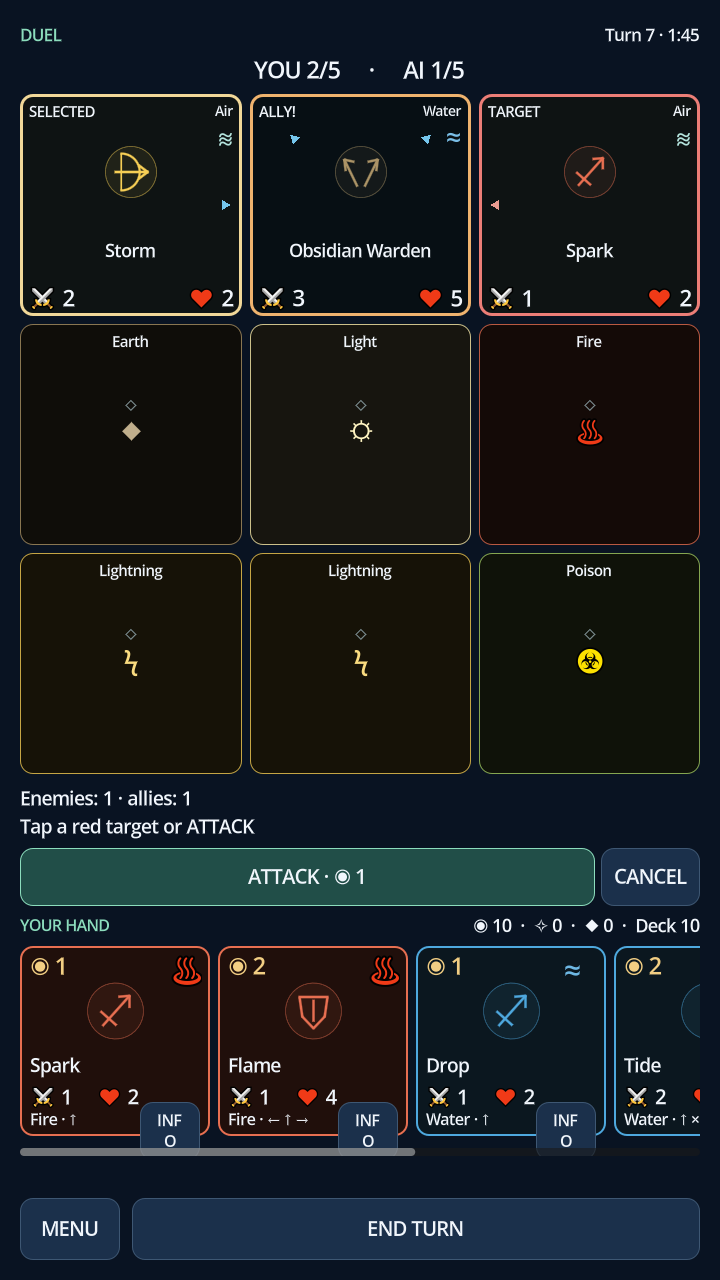 DUEL
Turn 7 · 1:45
YOU 2/5 · AI 1/5
SELECTED Air
Storm
2 2
ALLY! Water
Obsidian Warden
3 5
TARGET Air
Spark
1 2
Earth
Light
Fire
Lightning
Lightning
Poison
Enemies: 1 · allies: 1
Tap a red target or ATTACK
ATTACK · ◉ 1
CANCEL
YOUR HAND
◉ 10 · ✧ 0 · ◆ 0 · Deck 10
◉ 1
Spark
1 2
Fire · ↑
INF
O
◉ 2
Flame
1 4
Fire · ← ↑ →
INF
O
◉ 1
Drop
1 2
Water · ↑
INF
O
◉ 2
Tide
2
Water · ↑
MENU
END TURN